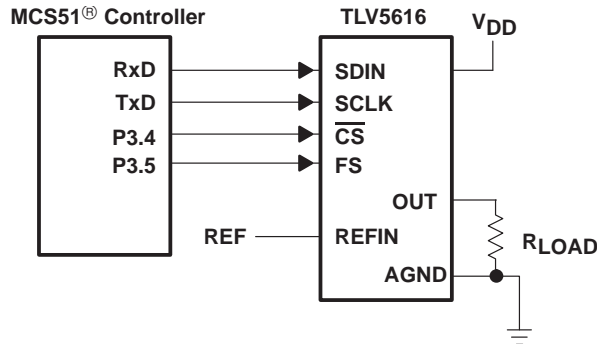 MCS51® Controller
TLV5616
VDD
RxD
SDIN
TxD
SCLK
P3.4
CS
P3.5
FS
OUT
REF
REFIN
RLOAD
AGND